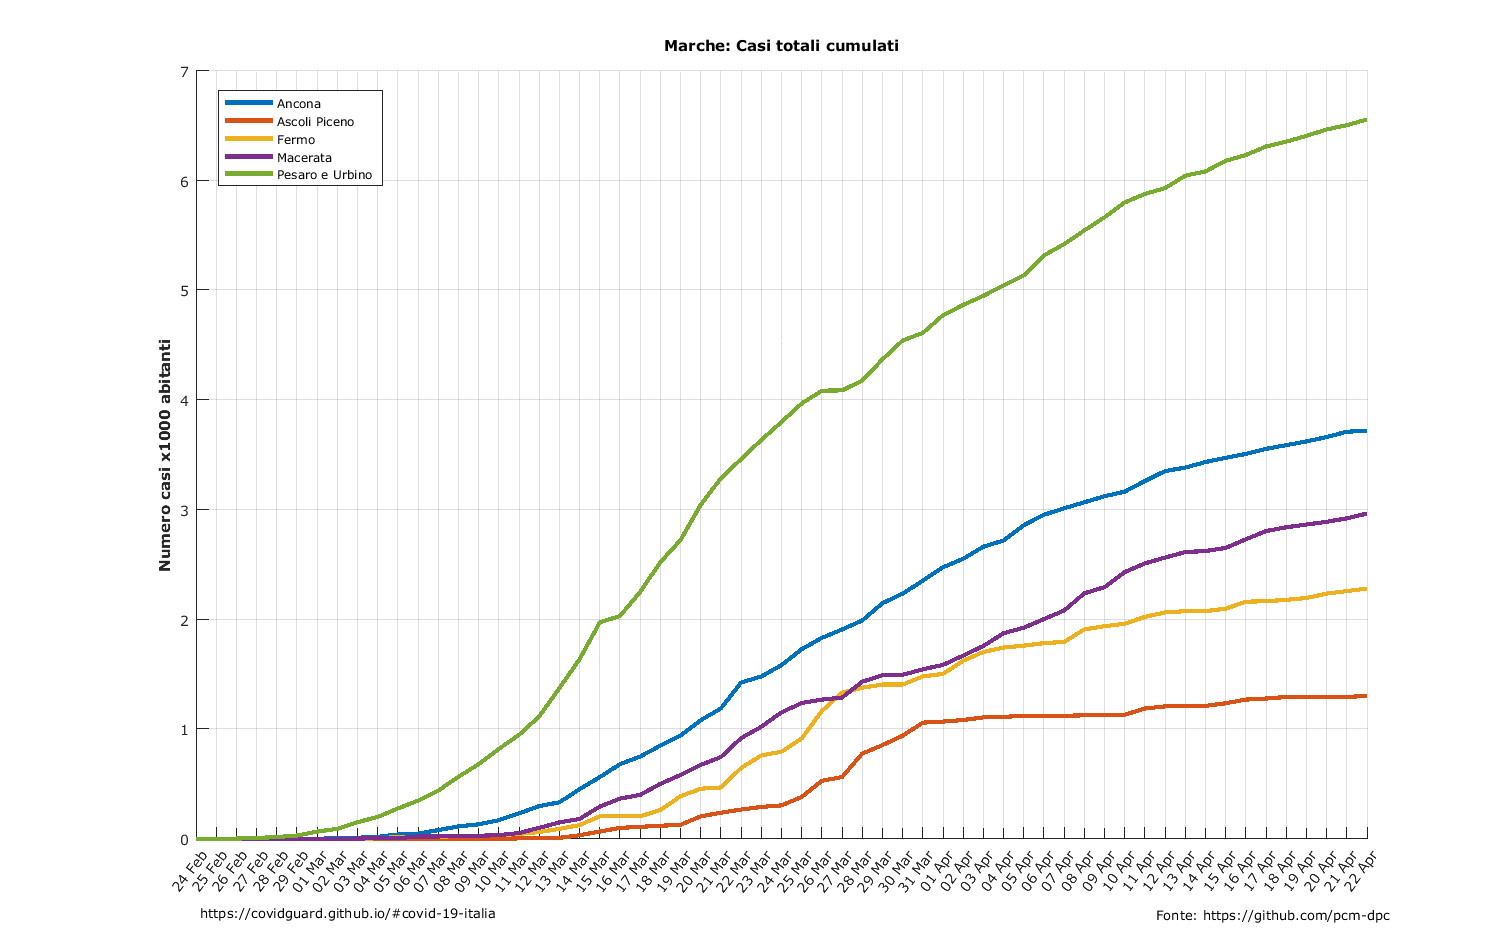 Marche: Casi totali cumulati
Numero casi x1000 abitanti
7
6
5
4
3
2
1
0
Ancona
Ascoli Piceno
Fermo
Macerata
Pesaro e Urbino
24 Feb
25 Feb
26 Feb
27 Feb
28 Feb
29 Feb
01 Mar
02 Mar
03 Mar
04 Mar
05 Mar
06 Mar
07 Mar
08 Mar
09 Mar
10 Mar
11 Mar
12 Mar
13 Mar
14 Mar
15 Mar
16 Mar
17 Mar
18 Mar
19 Mar
20 Mar
21 Mar
22 Mar
23 Mar
24 Mar
25 Mar
26 Mar
27 Mar
28 Mar
29 Mar
30 Mar
31 Mar
01 Apr
02 Apr
03 Apr
04 Apr
05 Apr
06 Apr
07 Apr
08 Apr
09 Apr
10 Apr
11 Apr
12 Apr
13 Apr
14 Apr
15 Apr
16 Apr
17 Apr
18 Apr
19 Apr
20 Apr
21 Apr
22 Apr
https://covidguard.github.io/#covid-19-italia
Fonte: https://github.com/pcm-dpc